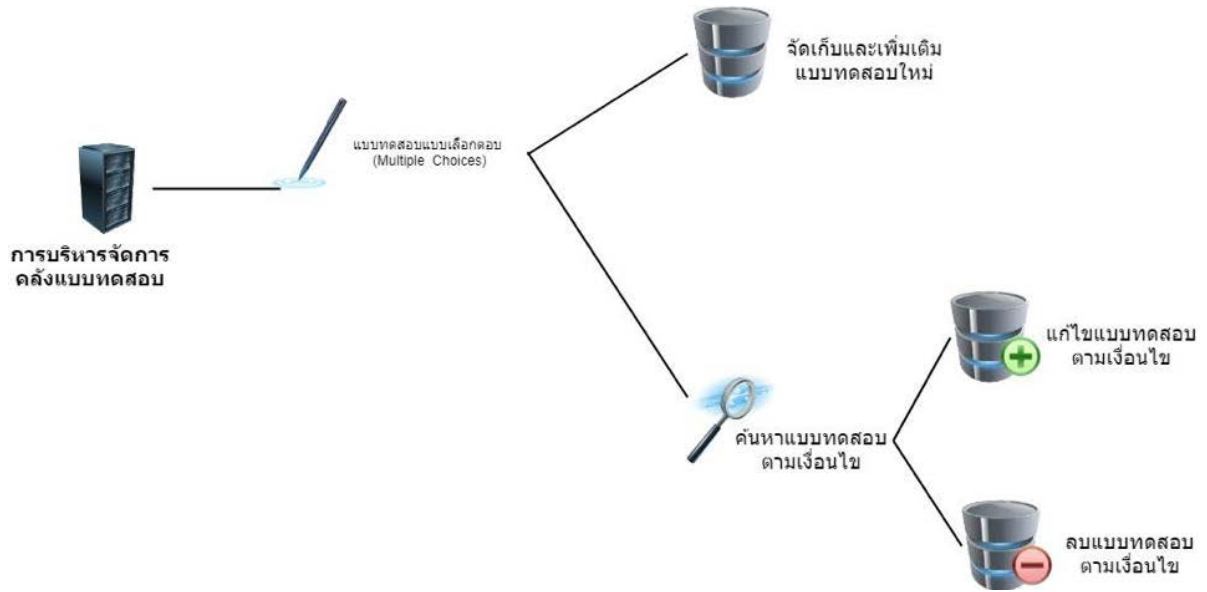 จัดเก็บและเพิ่มเติม
แบบทดสอบใหม่
แบบทดสอบแบบเลือกตอบ
(Multiple Choices)
การบริหารจัดการ
คลังแบบทดสอบ
แก้ไขแบบทดสอบ
ตามเงื่อนไข
ค้นหาแบบทดสอบ
ตามเงื่อนไข
ลบแบบทดสอบ
ตามเงื่อนไข